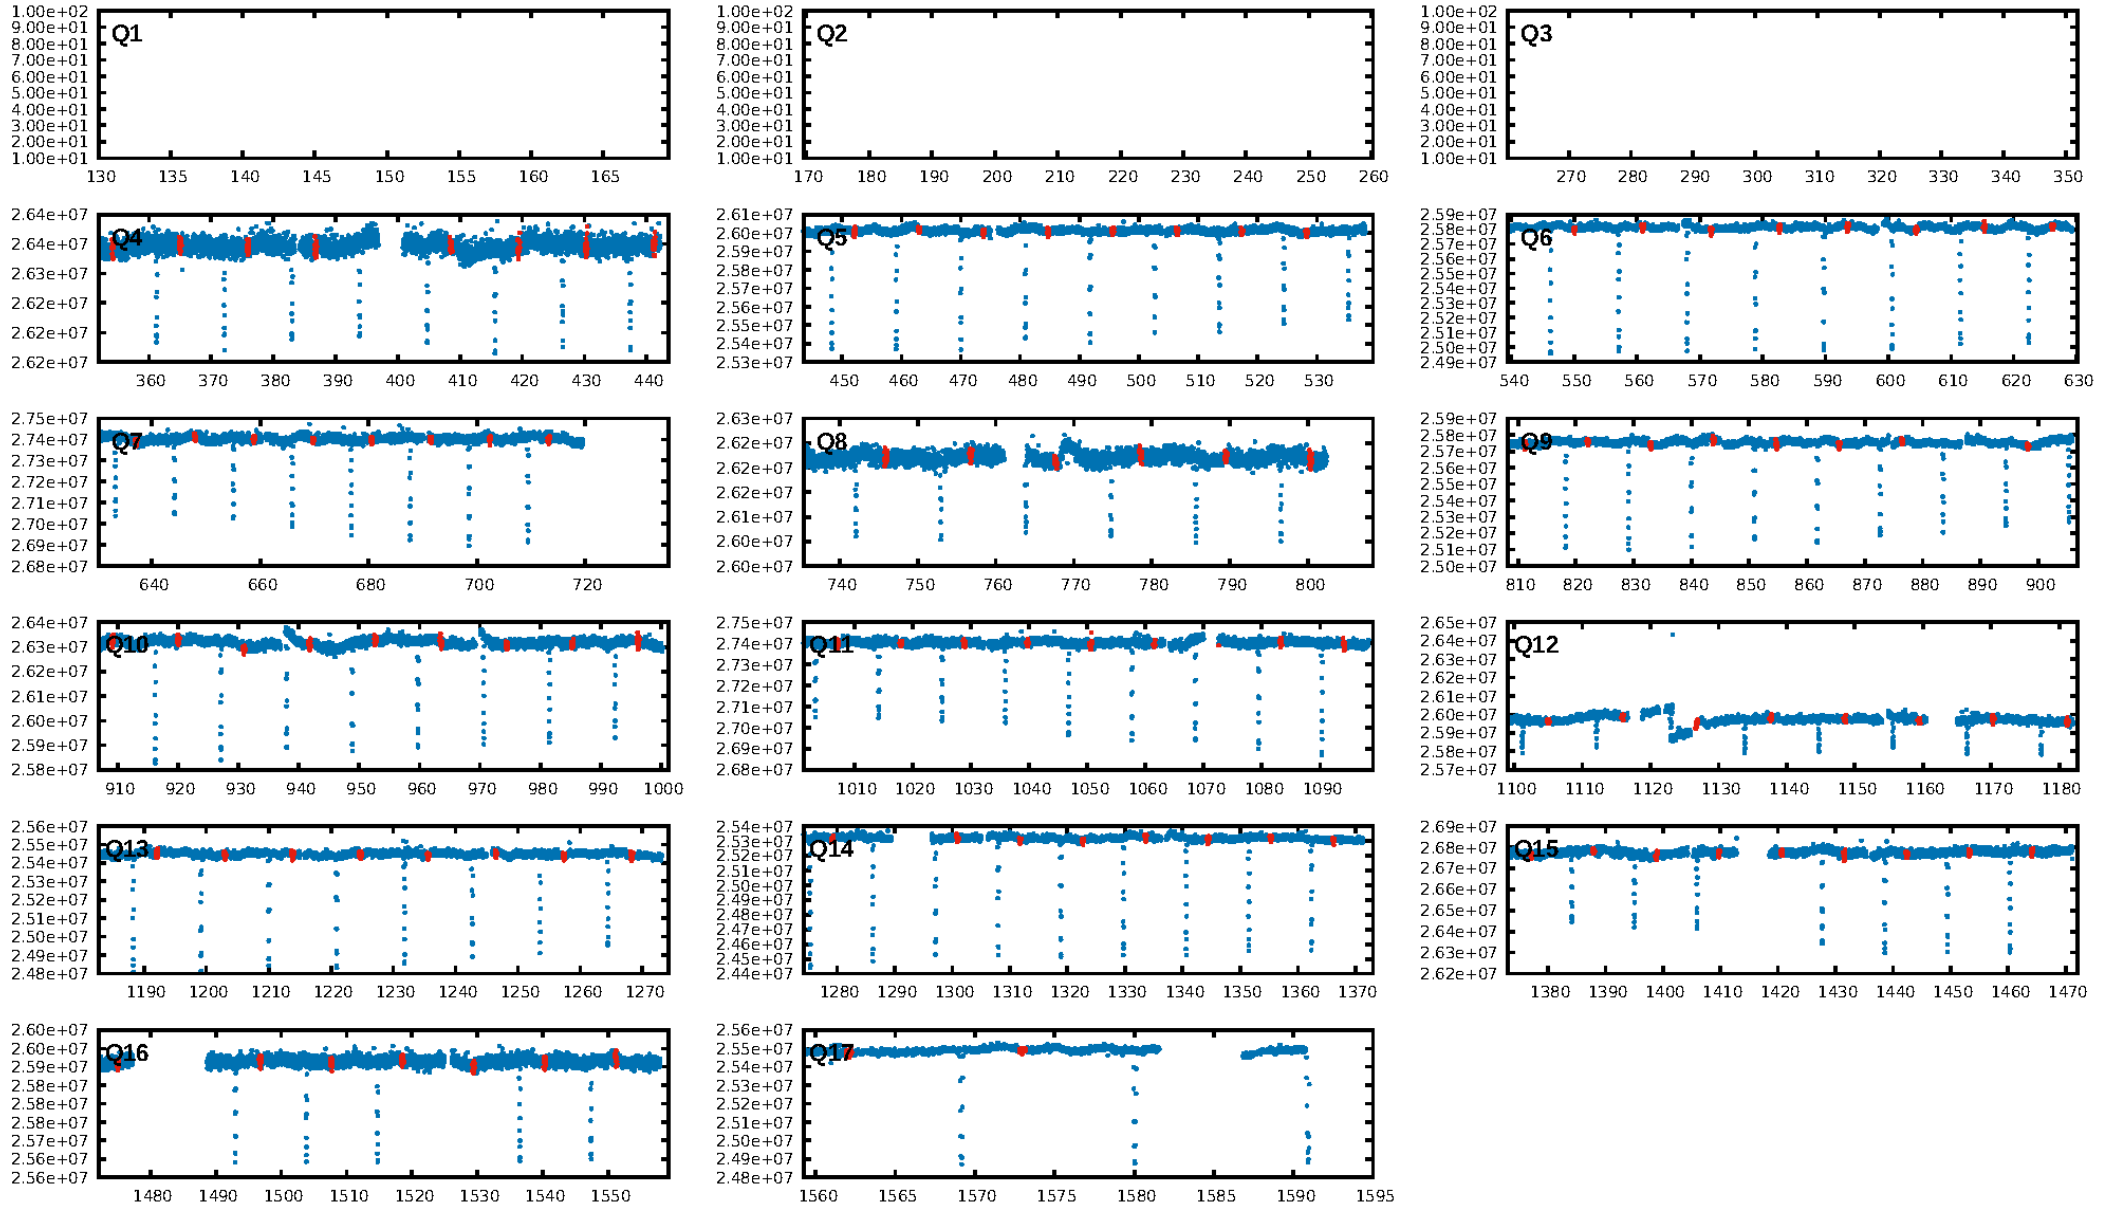 1.00e+02 9.00e+01 8.00e+01 7.00e+01 6.00e+01 5.00e+01 4.00e+01 3.00e+01 2.00e+01 1.00e+01
Q1
130 135 140 145 150 155 160 165
1.00e+02 9.00e+01 8.00e+01 7.00e+01 6.00e+01 5.00e+01 4.00e+01 3.00e+01 2.00e+01 1.00e+01
Q2
170 180 190 200 210 220 230 240 250 260
1.00e+02 9.00e+01 8.00e+01 7.00e+01 6.00e+01 5.00e+01 4.00e+01 3.00e+01 2.00e+01 1.00e+01
Q3
270 280 290 300 310 320 330 340 350
2.64e+07 2.64e+07 2.63e+07 2.62e+07 2.62e+07 2.62e+07
Q4
360 370 380 390 400 410 420 430 440
2.61e+07 2.60e+07 2.59e+07 2.58e+07 2.57e+07 2.56e+07 2.55e+07 2.54e+07 2.53e+07
Q5
450 460 470 480 490 500 510 520 530
2.59e+07 2.58e+07 2.57e+07 2.56e+07 2.55e+07 2.53e+07 2.52e+07 2.51e+07 2.50e+07 2.49e+07
Q6
540 550 560 570 580 590 600 610 620 630
2.75e+07 2.74e+07 2.73e+07 2.72e+07 2.71e+07 2.70e+07 2.69e+07 2.68e+07
Q7
640 660 680 700 720
2.63e+07 2.62e+07 2.62e+07 2.62e+07 2.61e+07 2.60e+07 2.60e+07
Q8
740 750 760 770 780 790 800
2.59e+07 2.58e+07 2.57e+07 2.56e+07 2.54e+07 2.53e+07 2.52e+07 2.51e+07 2.50e+07
Q9
810 820 830 840 850 860 870 880 890 900
2.64e+07 2.63e+07 2.62e+07 2.61e+07 2.60e+07 2.59e+07 2.58e+07
Q10
910 920 930 940 950 960 970 980 990 1000
2.75e+07 2.74e+07 2.73e+07 2.72e+07 2.71e+07 2.70e+07 2.69e+07 2.68e+07
Q11
1010 1020 1030 1040 1050 1060 1070 1080 1090
2.65e+07 2.64e+07 2.63e+07 2.62e+07 2.61e+07 2.60e+07 2.59e+07 2.58e+07 2.57e+07
Q12
1100 1110 1120 1130 1140 1150 1160 1170 1180
2.56e+07 2.55e+07 2.54e+07 2.53e+07 2.52e+07 2.51e+07 2.50e+07 2.49e+07 2.48e+07
Q13
1190 1200 1210 1220 1230 1240 1250 1260 1270
2.54e+07 2.53e+07 2.52e+07 2.51e+07 2.50e+07 2.49e+07 2.48e+07 2.47e+07 2.46e+07 2.45e+07 2.44e+07
Q14
1280 1290 1300 1310 1320 1330 1340 1350 1360 1370
2.69e+07 2.68e+07 2.67e+07 2.66e+07 2.65e+07 2.63e+07 2.63e+07 2.62e+07
Q15
1380 1390 1400 1410 1420 1430 1440 1450 1460 1470
2.60e+07 2.60e+07 2.59e+07 2.58e+07 2.58e+07 2.57e+07 2.57e+07 2.56e+07 2.56e+07
Q16
1480 1490 1500 1510 1520 1530 1540 1550
2.56e+07 2.55e+07 2.54e+07 2.53e+07 2.52e+07 2.51e+07 2.50e+07 2.49e+07 2.48e+07
Q17
1560 1565 1570 1575 1580 1585 1590 1595